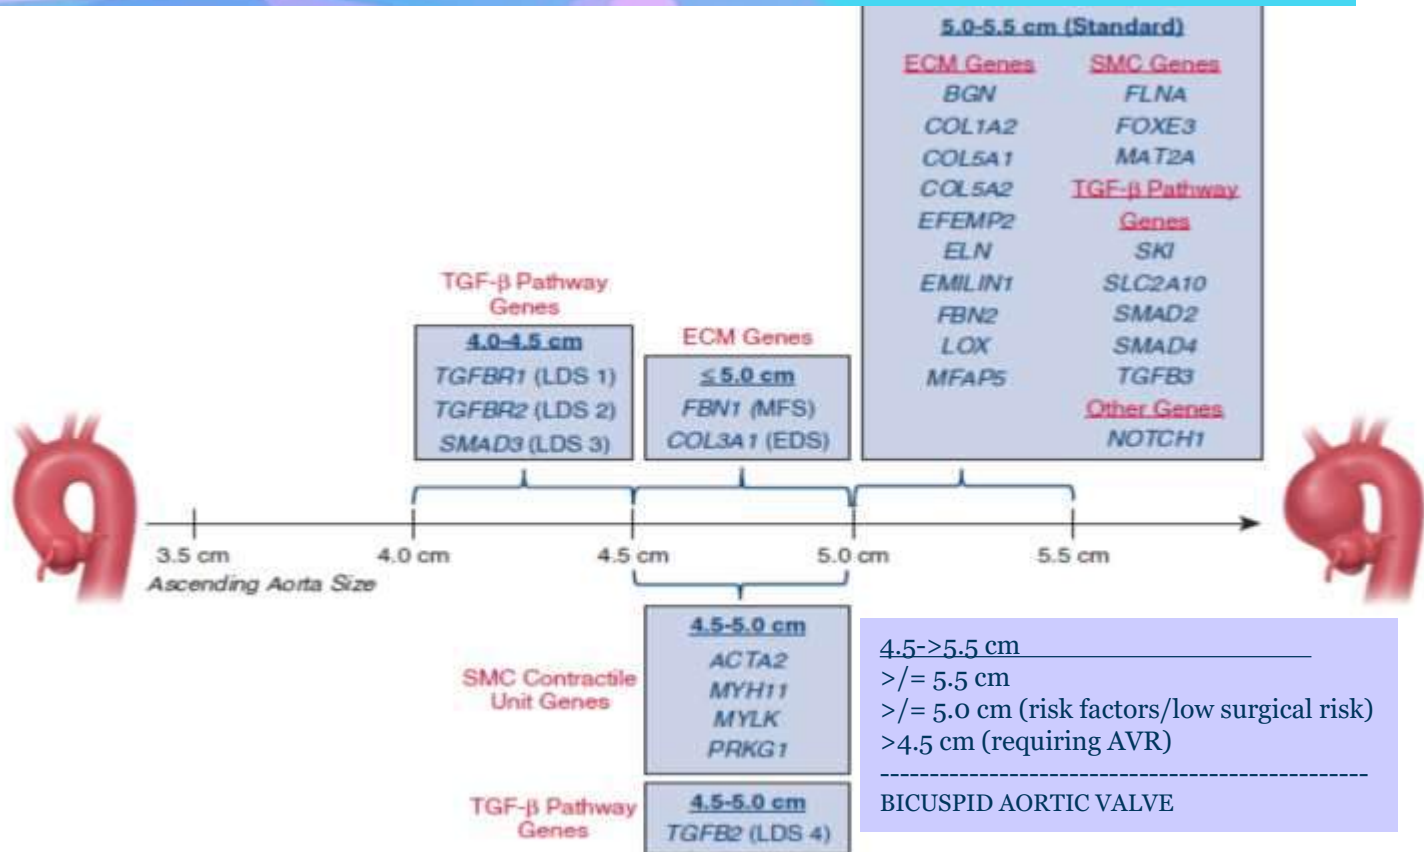 5.0-5.5 cm (Standard)
ECM Genes
BGN
COL1A2
COL5A1
COL5A2
EFEMP2
ELN
EMILIN1
FBN2
LOX
MFAP5
SMC Genes
FLNA
FOXE3
MAT2A
TGF-β Pathway
Genes
SKI
SLC2A10
SMAD2
SMAD4
TGFB3
Other Genes
NOTCH1
TGF-β Pathway
Genes
4.0-4.5 cm
TGFBR1 (LDS 1)
TGFBR2 (LDS 2)
SMAD3 (LDS 3)
ECM Genes
≤ 5.0 cm
FBN1 (MFS)
COL3A1 (EDS)
3.5 cm
4.0 cm
4.5 cm
5.0 cm
5.5 cm
Ascending Aorta Size
SMC Contractile
Unit Genes
4.5-5.0 cm
ACTA2
MYH11
MYLK
PRKG1
TGF-β Pathway
Genes
4.5-5.0 cm
TGFB2 (LDS 4)
4.5->5.5 cm
>/= 5.5 cm
>/= 5.0 cm (risk factors/low surgical risk)
>4.5 cm (requiring AVR)
BICUSPID AORTIC VALVE